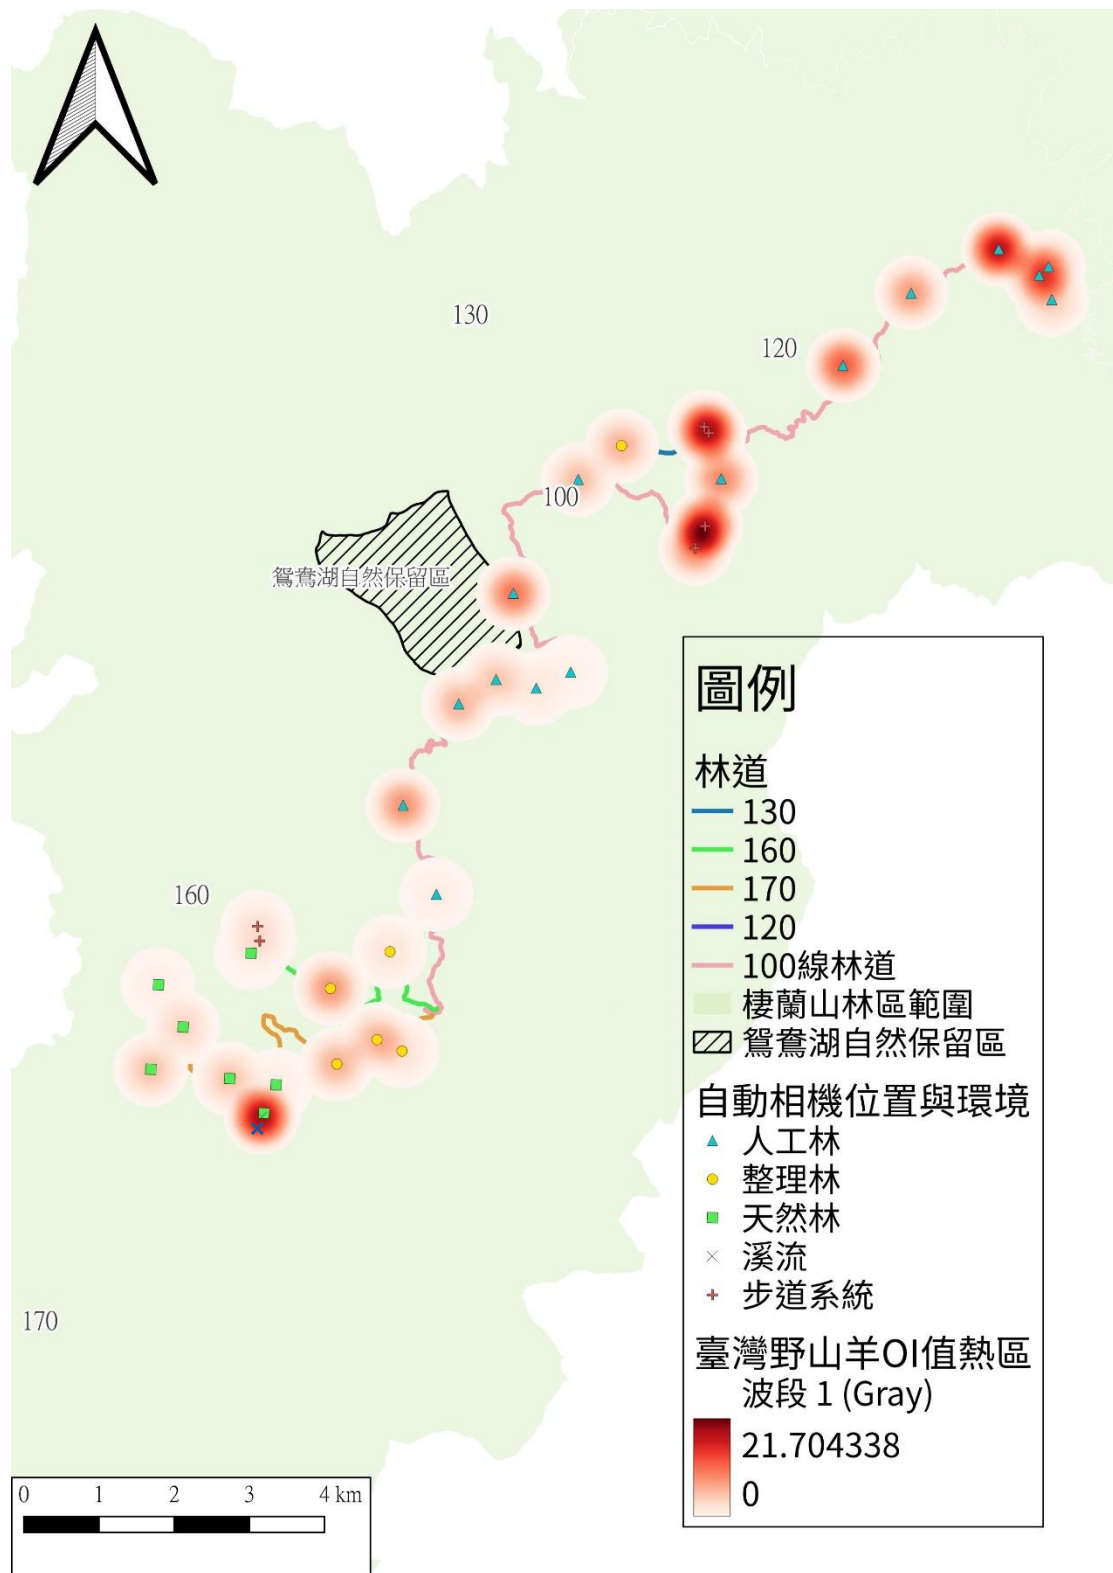 130
120
100
鴛鴦湖自然保留區
160
170
圖例
林道
130
160
170
120
100線林道
棲蘭山林區範圍
鴛鴦湖自然保留區
自動相機位置與環境
人工林
整理林
天然林
溪流
步道系統
臺灣野山羊OI值熱區
波段 1 (Gray)
21.704338
0
0 1 2 3 4 km